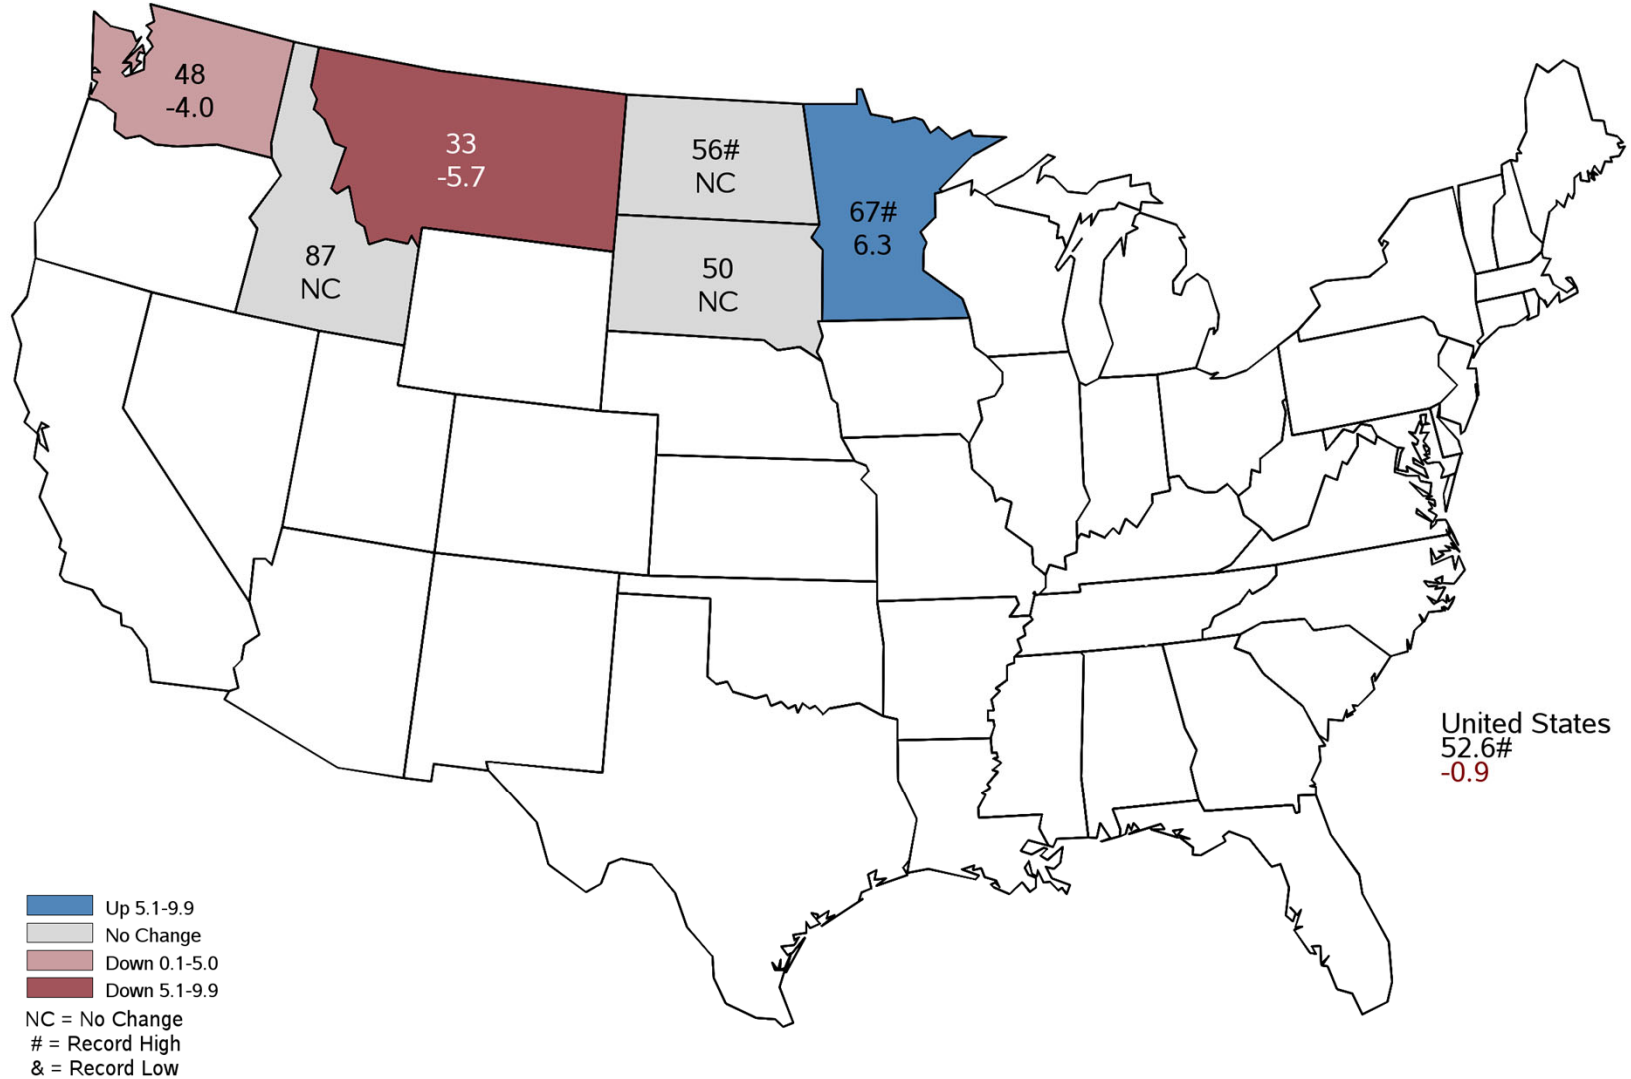 48
-4.0
33
-5.7
56#
NC
67#
6.3
87
NC
50
NC
United States
52.6#
-0.9
Up 5.1-9.9
No Change
Down 0.1-5.0
Down 5.1-9.9
NC = No Change
# = Record High
& = Record Low